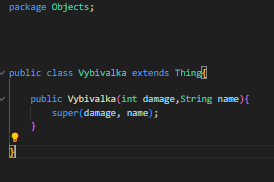 package Objects;
public class Vybivalka extends Thing{
public Vybivalka(int damage,String name){
super(damage, name);
}
}